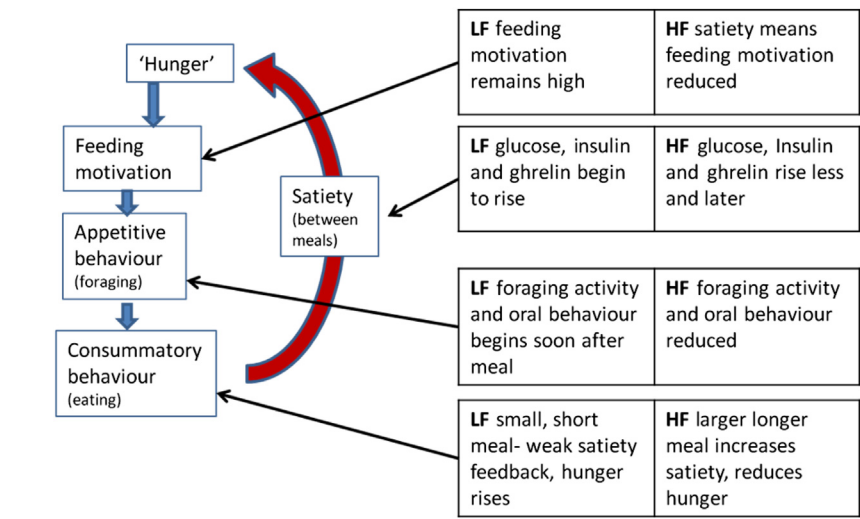 ‘Hunger’
Feeding
motivation
Appetitive
behaviour
(foraging)
Consummatory
behaviour
(eating)
Satiety
(between
meals)
LF feeding
motivation
remains high
HF satiety means
feeding motivation
reduced
LF glucose, insulin
and ghrelin begin
to rise
HF glucose, Insulin
and ghrelin rise less
and later
LF foraging activity
and oral behaviour
begins soon after
meal
HF foraging activity
and oral behaviour
reduced
LF small, short
meal- weak satiety
feedback, hunger
rises
HF larger longer
meal increases
satiety, reduces
hunger